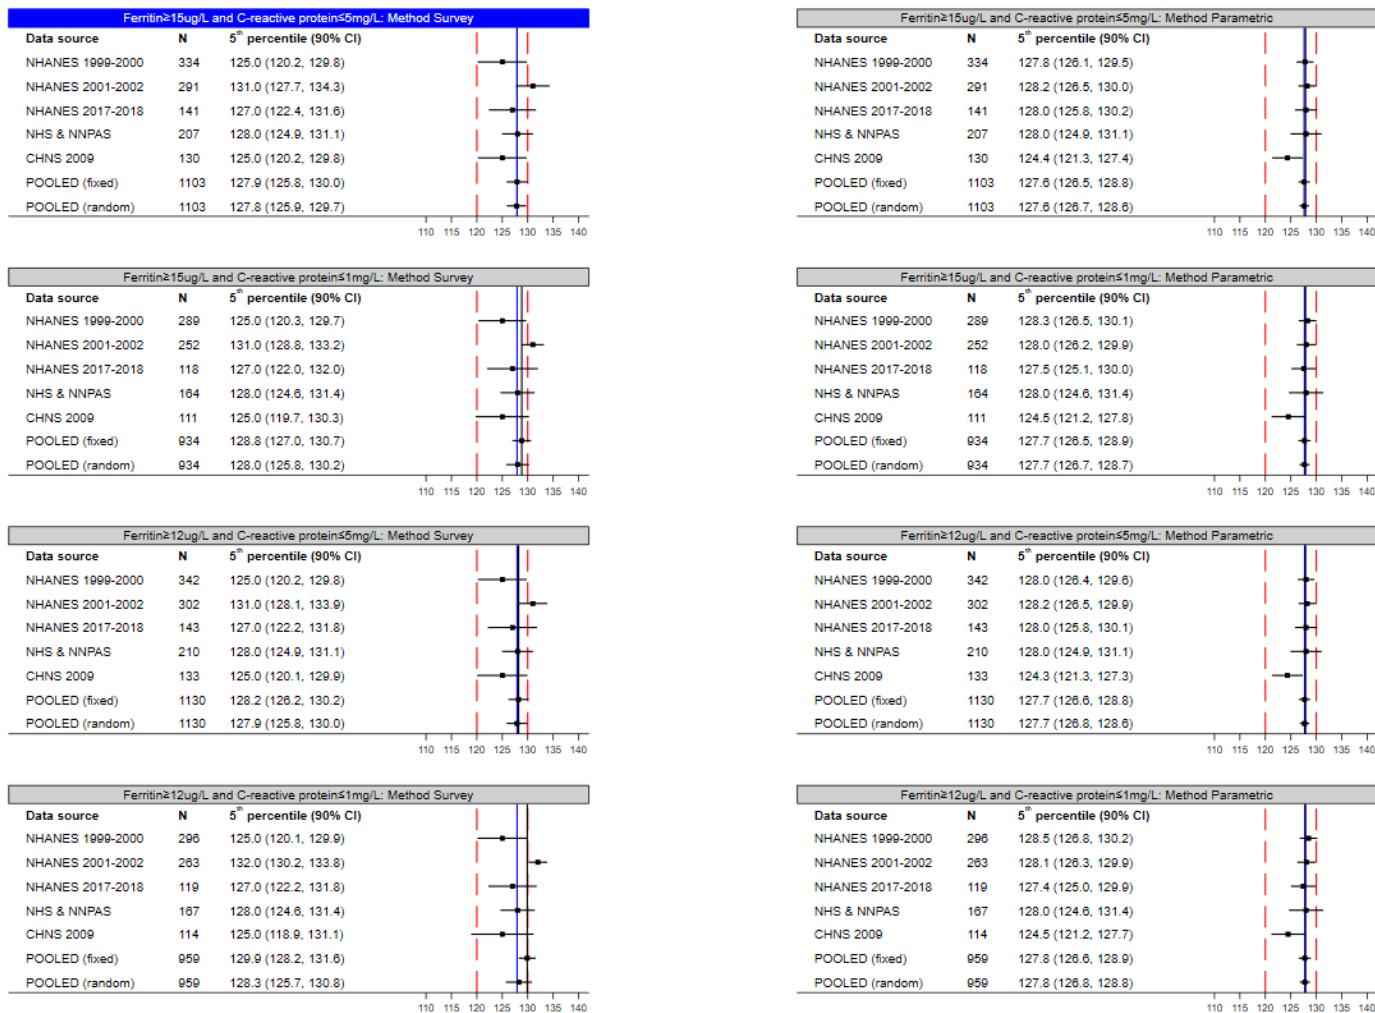 Ferritin≥15ug/L and C-reactive protein≤5mg/L: Method Survey
Data source N 5th percentile (90% CI)
NHANES 1999-2000 334 125.0 (120.2, 129.8)
NHANES 2001-2002 291 131.0 (127.7, 134.3)
NHANES 2017-2018 141 127.0 (122.4, 131.6)
NHS & NNPAS 207 128.0 (124.9, 131.1)
CHNS 2009 130 125.0 (120.2, 129.8)
POOLED (fixed) 1103 127.9 (125.8, 130.0)
POOLED (random) 1103 127.8 (125.9, 129.7)
110 115 120 125 130 135 140
Ferritin≥15ug/L and C-reactive protein≤5mg/L: Method Parametric
Data source N 5th percentile (90% CI)
NHANES 1999-2000 334 127.8 (126.1, 129.5)
NHANES 2001-2002 291 128.2 (126.5, 130.0)
NHANES 2017-2018 141 128.0 (125.8, 130.2)
NHS & NNPAS 207 128.0 (124.9, 131.1)
CHNS 2009 130 124.4 (121.3, 127.4)
POOLED (fixed) 1103 127.6 (126.5, 128.8)
POOLED (random) 1103 127.6 (126.7, 128.6)
110 115 120 125 130 135 140
Ferritin≥15ug/L and C-reactive protein≤1mg/L: Method Survey
Data source N 5th percentile (90% CI)
NHANES 1999-2000 289 125.0 (120.3, 129.7)
NHANES 2001-2002 252 131.0 (128.8, 133.2)
NHANES 2017-2018 118 127.0 (122.0, 132.0)
NHS & NNPAS 164 128.0 (124.6, 131.4)
CHNS 2009 111 125.0 (119.7, 130.3)
POOLED (fixed) 934 128.8 (127.0, 130.7)
POOLED (random) 934 128.0 (125.8, 130.2)
110 115 120 125 130 135 140
Ferritin≥15ug/L and C-reactive protein≤1mg/L: Method Parametric
Data source N 5th percentile (90% CI)
NHANES 1999-2000 289 128.3 (126.5, 130.1)
NHANES 2001-2002 252 128.0 (126.2, 129.9)
NHANES 2017-2018 118 127.5 (125.1, 130.0)
NHS & NNPAS 164 128.0 (124.6, 131.4)
CHNS 2009 111 124.5 (121.2, 127.8)
POOLED (fixed) 934 127.7 (126.5, 128.9)
POOLED (random) 934 127.7 (126.7, 128.7)
110 115 120 125 130 135 140
Ferritin≥12ug/L and C-reactive protein≤5mg/L: Method Survey
Data source N 5th percentile (90% CI)
NHANES 1999-2000 342 125.0 (120.2, 129.8)
NHANES 2001-2002 302 131.0 (128.1, 133.9)
NHANES 2017-2018 143 127.0 (122.2, 131.8)
NHS & NNPAS 210 128.0 (124.9, 131.1)
CHNS 2009 133 125.0 (120.1, 129.9)
POOLED (fixed) 1130 128.2 (126.2, 130.2)
POOLED (random) 1130 127.9 (125.8, 130.0)
110 115 120 125 130 135 140
Ferritin≥12ug/L and C-reactive protein≤5mg/L: Method Parametric
Data source N 5th percentile (90% CI)
NHANES 1999-2000 342 128.0 (126.4, 129.6)
NHANES 2001-2002 302 128.2 (126.5, 129.9)
NHANES 2017-2018 143 128.0 (125.8, 130.1)
NHS & NNPAS 210 128.0 (124.9, 131.1)
CHNS 2009 133 124.3 (121.3, 127.3)
POOLED (fixed) 1130 127.7 (126.6, 128.8)
POOLED (random) 1130 127.7 (126.8, 128.6)
110 115 120 125 130 135 140
Ferritin≥12ug/L and C-reactive protein≤1mg/L: Method Survey
Data source N 5th percentile (90% CI)
NHANES 1999-2000 296 125.0 (120.1, 129.9)
NHANES 2001-2002 263 132.0 (130.2, 133.8)
NHANES 2017-2018 119 127.0 (122.2, 131.8)
NHS & NNPAS 167 128.0 (124.6, 131.4)
CHNS 2009 114 125.0 (118.9, 131.1)
POOLED (fixed) 959 129.9 (128.2, 131.6)
POOLED (random) 959 128.3 (125.7, 130.8)
110 115 120 125 130 135 140
Ferritin≥12ug/L and C-reactive protein≤1mg/L: Method Parametric
Data source N 5th percentile (90% CI)
NHANES 1999-2000 296 128.5 (126.8, 130.2)
NHANES 2001-2002 263 128.1 (126.3, 129.9)
NHANES 2017-2018 119 127.4 (125.0, 129.9)
NHS & NNPAS 167 128.0 (124.6, 131.4)
CHNS 2009 114 124.5 (121.2, 127.7)
POOLED (fixed) 959 127.8 (126.6, 128.9)
POOLED (random) 959 127.8 (126.8, 128.8)
110 115 120 125 130 135 140